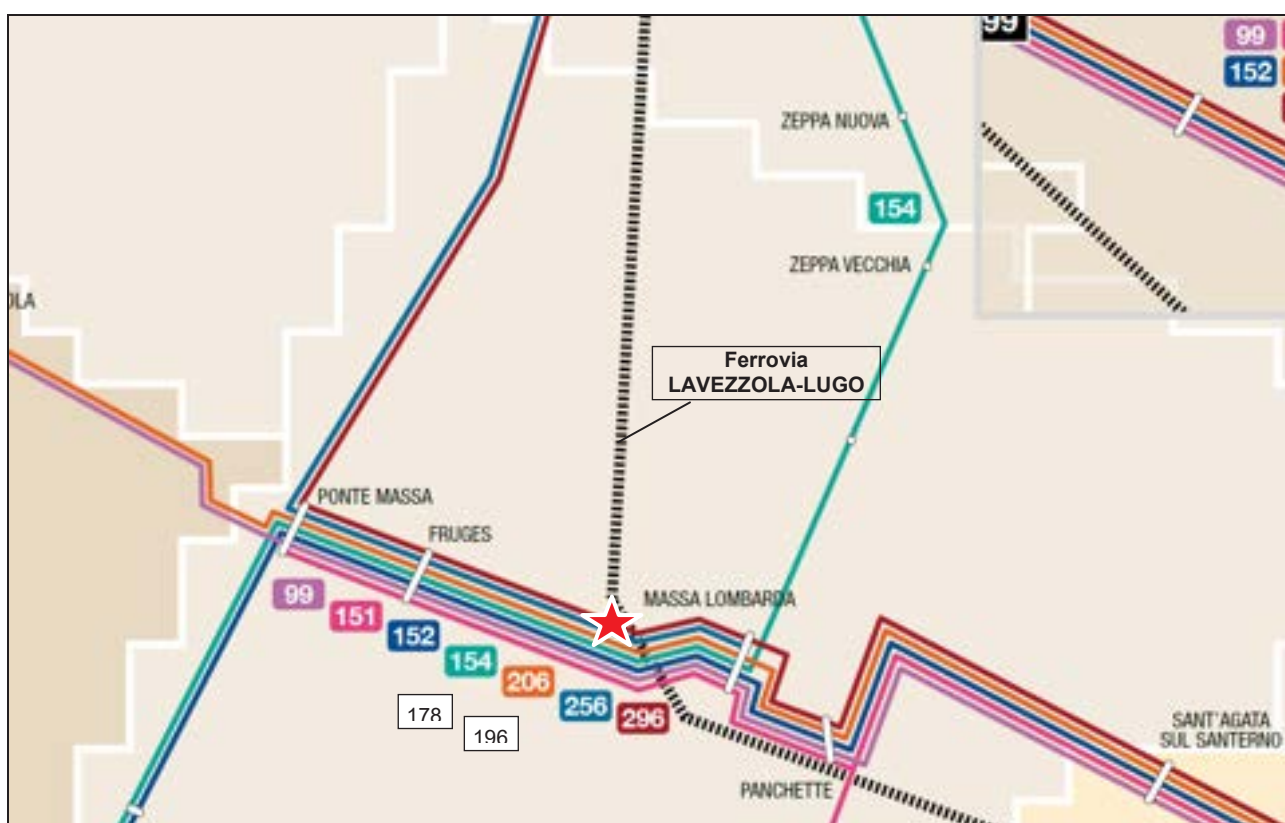 99
99
152
ZEPPA NUOVA
154
ZEPPA VECCHIA
OLA
Ferrovia
LAVEZZOLA-LUGO
PONTE MASSA
FRUGES
MASSA LOMBARDA
99
151
152
154
206
256
296
178
196
SANT'AGATA
SUL SANTERNO
PANCHETTE